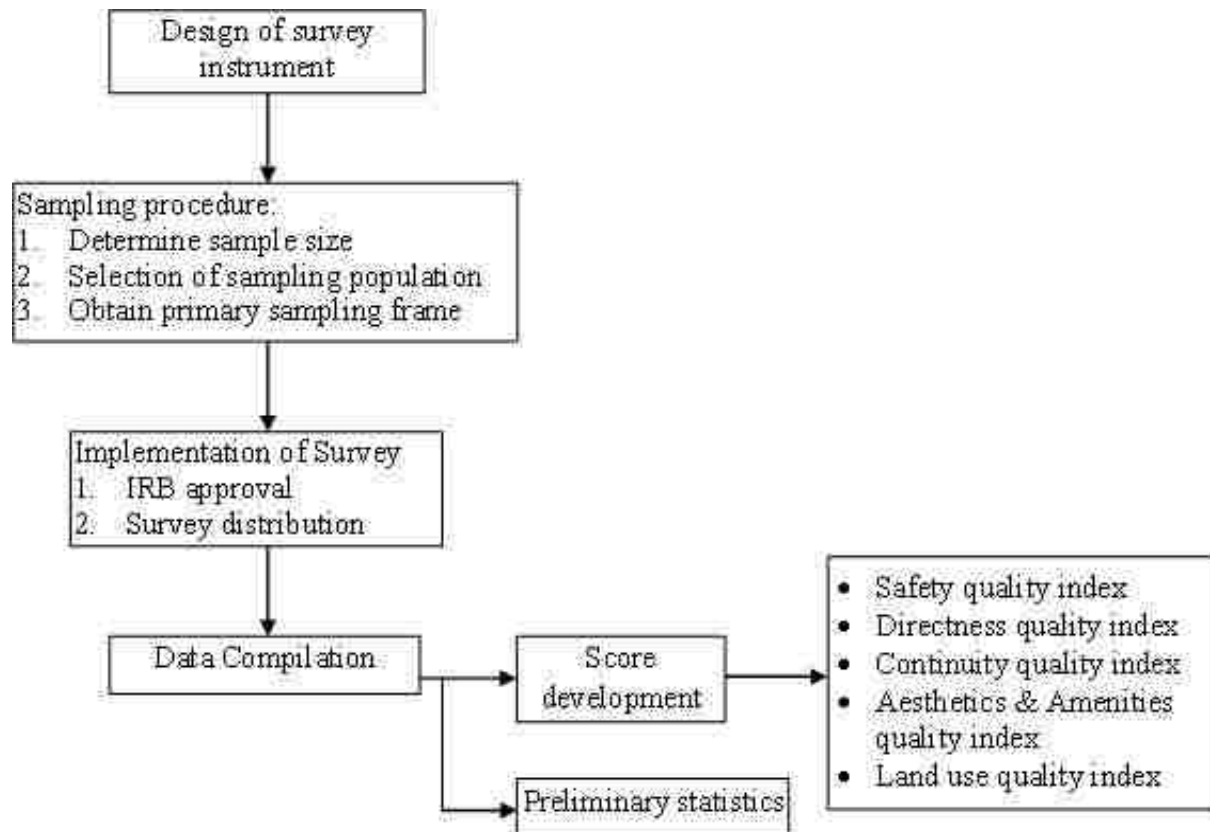 Design of survey
instrument
Sampling procedure:
1. Determine sample size
2. Selection of sampling population
3. Obtain primary sampling frame
Implementation of Survey
1. IRB approval
2. Survey distribution
Data Compilation
Score
development
Preliminary statistics
• Safety quality index
• Directness quality index
• Continuity quality index
• Aesthetics & Amenities
quality index
• Land use quality index